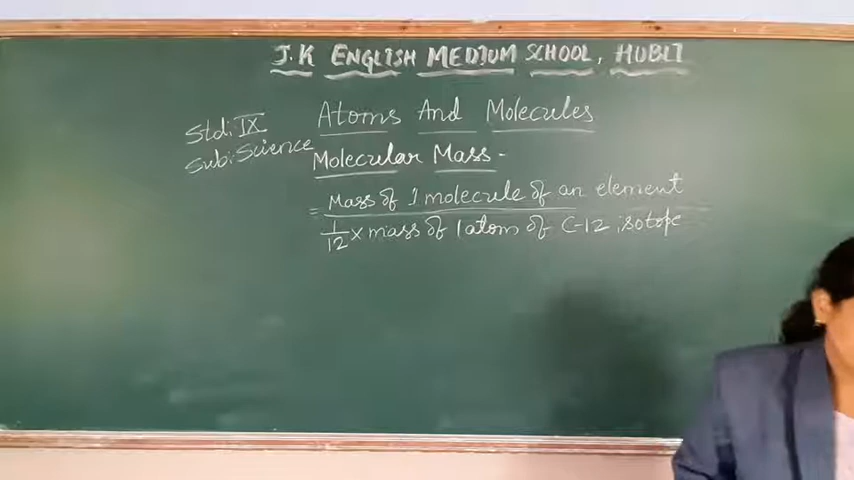 J.K ENGLISH MEDIUM SCHOOL, HUBLI
Std: IX
Sub: Science
Atoms And Molecules
Molecular Mass -
= Mass of 1 molecule of an element
1/12 x mass of 1 atom of C-12 isotope